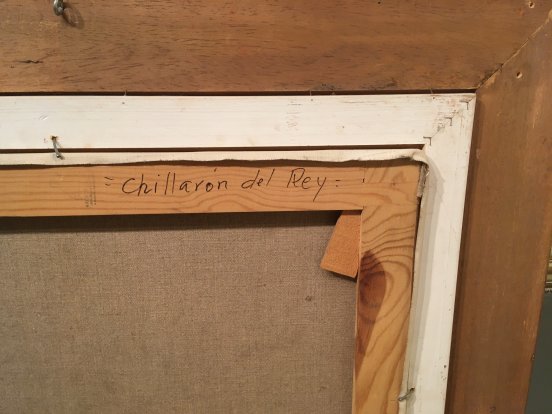 =Chillarón del Rey=